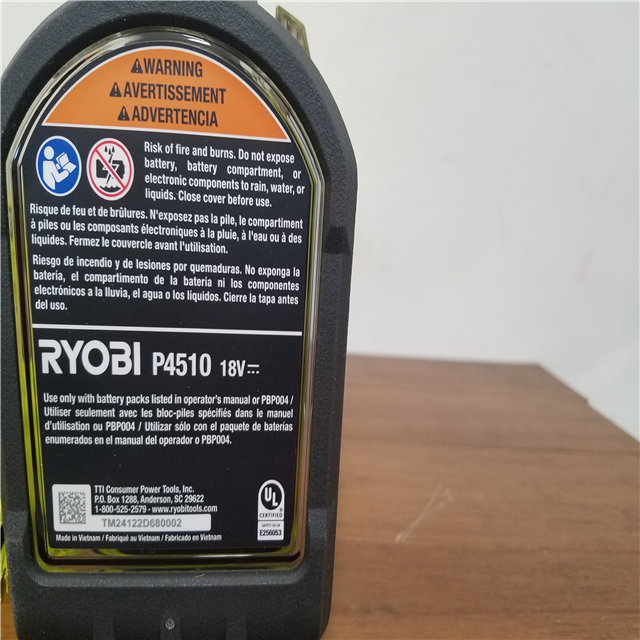 WARNING
AVERTISSEMENT
ADVERTENCIA
Risk of fire and burns. Do not expose
battery, battery compartment, or
electronic components to rain, water, or
liquids. Close cover before use.
Risque de feu et de brûlures. N'exposez pas la pile, le compartiment
à piles ou les composants électroniques à la pluie, à l'eau ou à des
liquides. Fermez le couvercle avant l'utilisation.
Riesgo de incendio y de lesiones por quemaduras. No exponga la
batería, el compartimento de la batería ni los componentes
electrónicos a la lluvia, el agua o los líquidos. Cierre la tapa antes
del uso.
RYOBI P4510 18V
Use only with battery packs listed in operator's manual or PBP004 /
Utiliser seulement avec les bloc-piles spécifiés dans le manuel
d'utilisation ou PBP004 / Utilizar sólo con el paquete de baterías
enumerados en el manual del operador o PBP004.
TTI Consumer Power Tools, Inc.
P.O. Box 1288, Anderson, SC 29622
1-800-525-2579 · www.ryobitools.com
TM24122D680002
Made in Vietnam / Fabriqué au Vietnam / Fabricado en Vietnam
UL
CERTIFIED
SAFETY US-CA
E256053